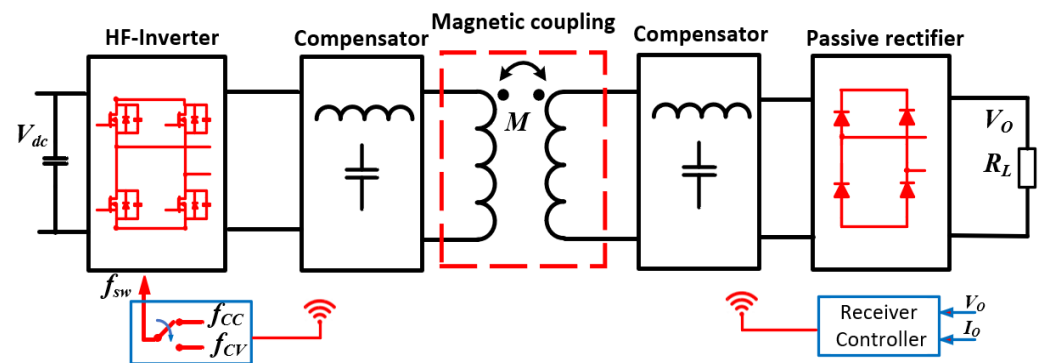 Magnetic coupling
HF-Inverter
Compensator
Compensator
Passive rectifier
V_dc
M
V_O
R_L
f_sw
f_CC
f_CV
Receiver
Controller
V_O
I_O